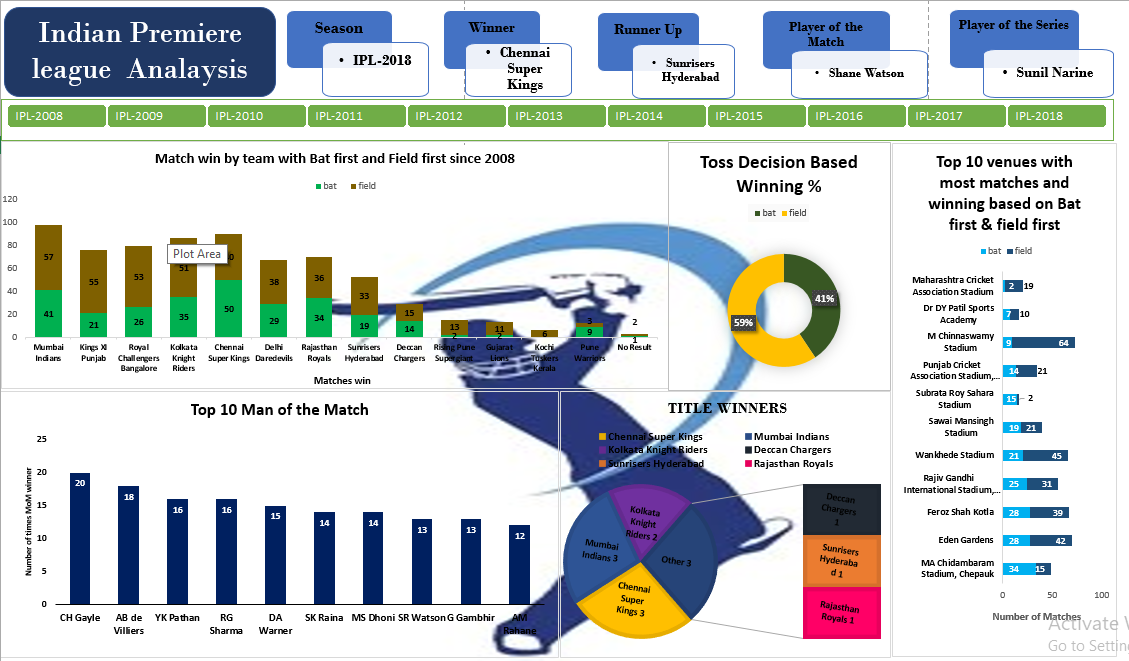 Indian Premiere
league Analaysis
Season
• IPL-2018
Winner
• Chennai
Super
Kings
Runner Up
• Sunrisers
Hyderabad
Player of the
Match
• Shane Watson
Player of the Series
• Sunil Narine
IPL-2008
IPL-2009
IPL-2010
IPL-2011
IPL-2012
IPL-2013
IPL-2014
IPL-2015
IPL-2016
IPL-2017
IPL-2018
Match win by team with Bat first and Field first since 2008
bat field
120
100
80
60
40
20
0
57
41
55
21
53
26
51
35
50
38
29
36
34
33
19
15
14
13
2
11
2
6
3
9
2
1
Plot Area
Mumbai
Indians
Kings XI
Punjab
Royal
Challengers
Bangalore
Kolkata
Knight
Riders
Chennai
Super Kings
Delhi
Daredevils
Rajasthan
Royals
Sunrisers
Hyderabad
Deccan
Chargers
Rising Pune
Supergiant
Gujarat
Lions
Kochi
Tuskers
Kerala
Pune
Warriors
No Result
Matches win
Toss Decision Based
Winning %
bat field
41%
59%
Top 10 venues with
most matches and
winning based on Bat
first & field first
bat field
Maharashtra Cricket
Association Stadium
2 19
Dr DY Patil Sports
Academy
7 10
M Chinnaswamy
Stadium
9 64
Punjab Cricket
Association Stadium,...
14 21
Subrata Roy Sahara
Stadium
15 2
Sawai Mansingh
Stadium
19 21
Wankhede Stadium
21 45
Rajiv Gandhi
International Stadium,...
25 31
Feroz Shah Kotla
28 39
Eden Gardens
28 42
MA Chidambaram
Stadium, Chepauk
34 15
0 50 100
Number of Matches
Top 10 Man of the Match
Number of times MoM winner
25
20
15
10
5
0
20
18
16
16
15
14
14
13
13
12
CH Gayle
AB de
Villiers
YK Pathan
RG
Sharma
DA
Warner
SK Raina
MS Dhoni
SR Watson
G Gambhir
AM
Rahane
TITLE WINNERS
Chennai Super Kings Mumbai Indians
Kolkata Knight Riders Deccan Chargers
Sunrisers Hyderabad Rajasthan Royals
Kolkata
Knight
Riders 2
Mumbai
Indians 3
Other 3
Chennai
Super
Kings 3
Deccan
Chargers
1
Sunrisers
Hyderaba
d 1
Rajasthan
Royals 1
Activate
Go to Settin